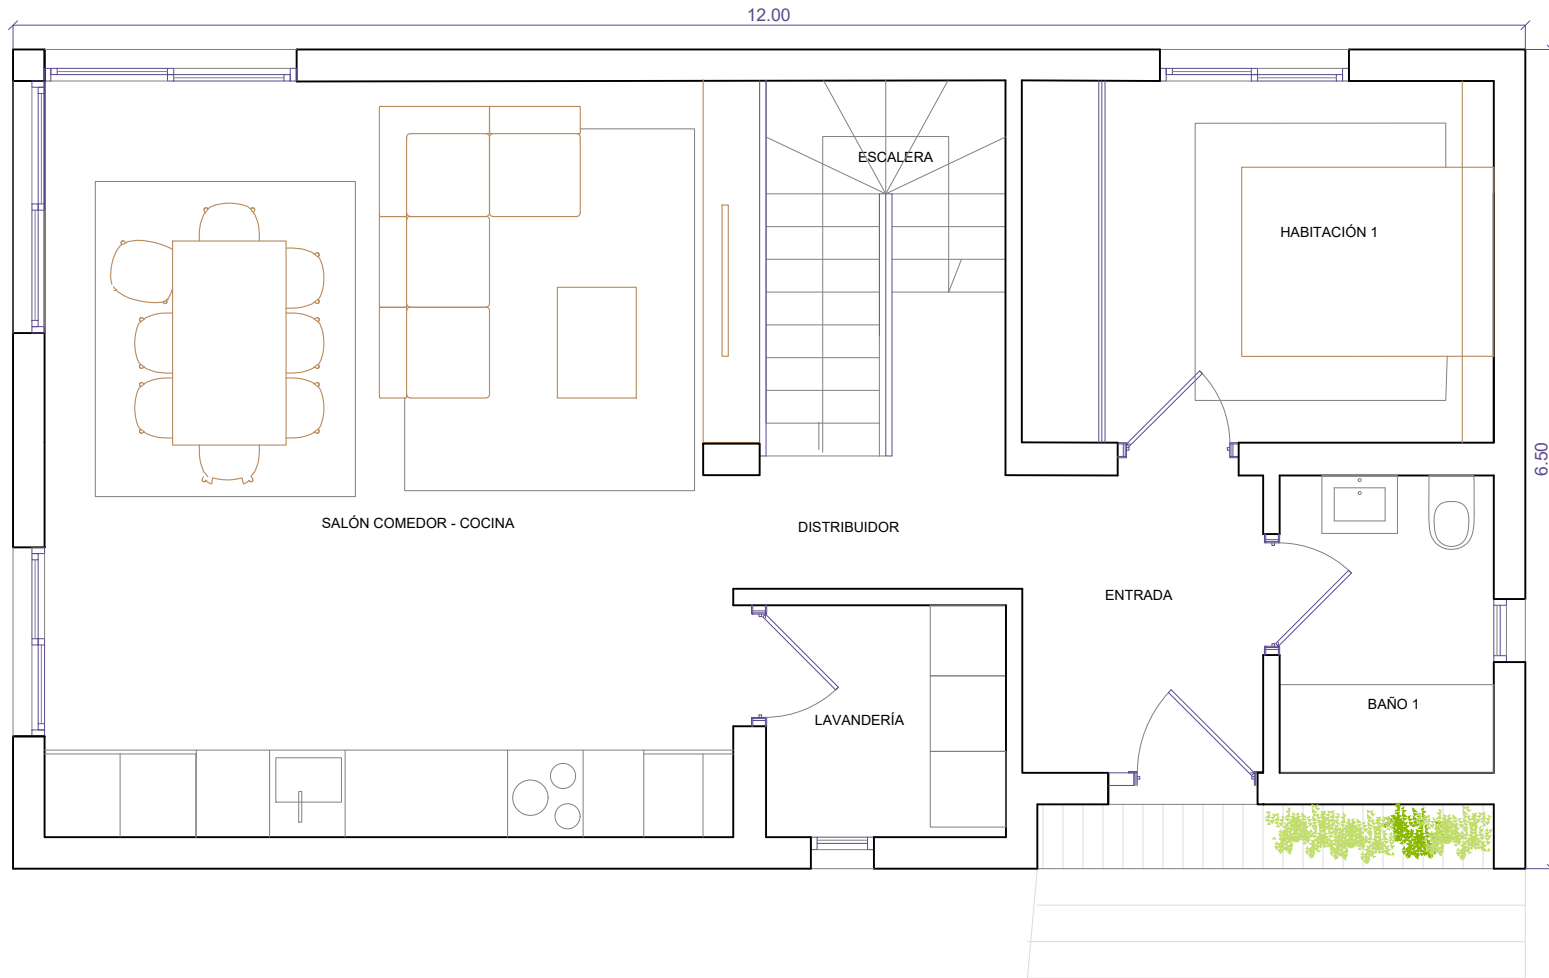 12.00
ESCALERA
HABITACIÓN 1
6.50
SALÓN COMEDOR - COCINA
DISTRIBUIDOR
ENTRADA
BAÑO 1
LAVANDERÍA